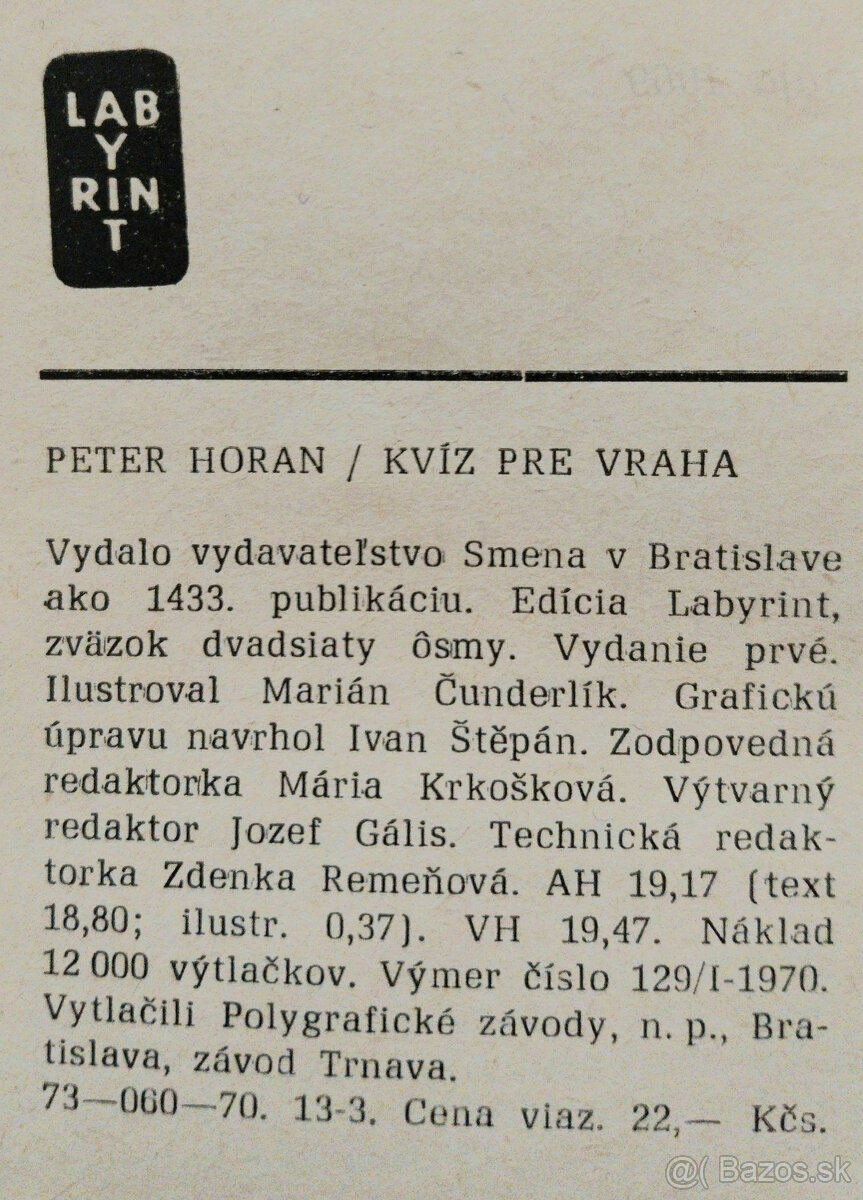 LAB
Y
RIN
T
PETER HORAN / KVÍZ PRE VRAHA
Vydalo vydavateľstvo Smena v Bratislave
ako 1433. publikáciu. Edícia Labyrint,
zväzok dvadsiaty ôsmy. Vydanie prvé.
Ilustroval Marián Čunderlík. Grafickú
úpravu navrhol Ivan Štěpán. Zodpovedná
redaktorka Mária Krkošková. Výtvarný
redaktor Jozef Gális. Technická redak-
torka Zdenka Remeňová. AH 19,17 (text
18,80; ilustr. 0,37). VH 19,47. Náklad
12 000 výtlačkov. Výmer číslo 129/I-1970.
Vytlačili Polygrafické závody, n. p., Bra-
tislava, závod Trnava.
73—060—70. 13-3. Cena viaz. 22,— Kčs.
@( Bazos.sk